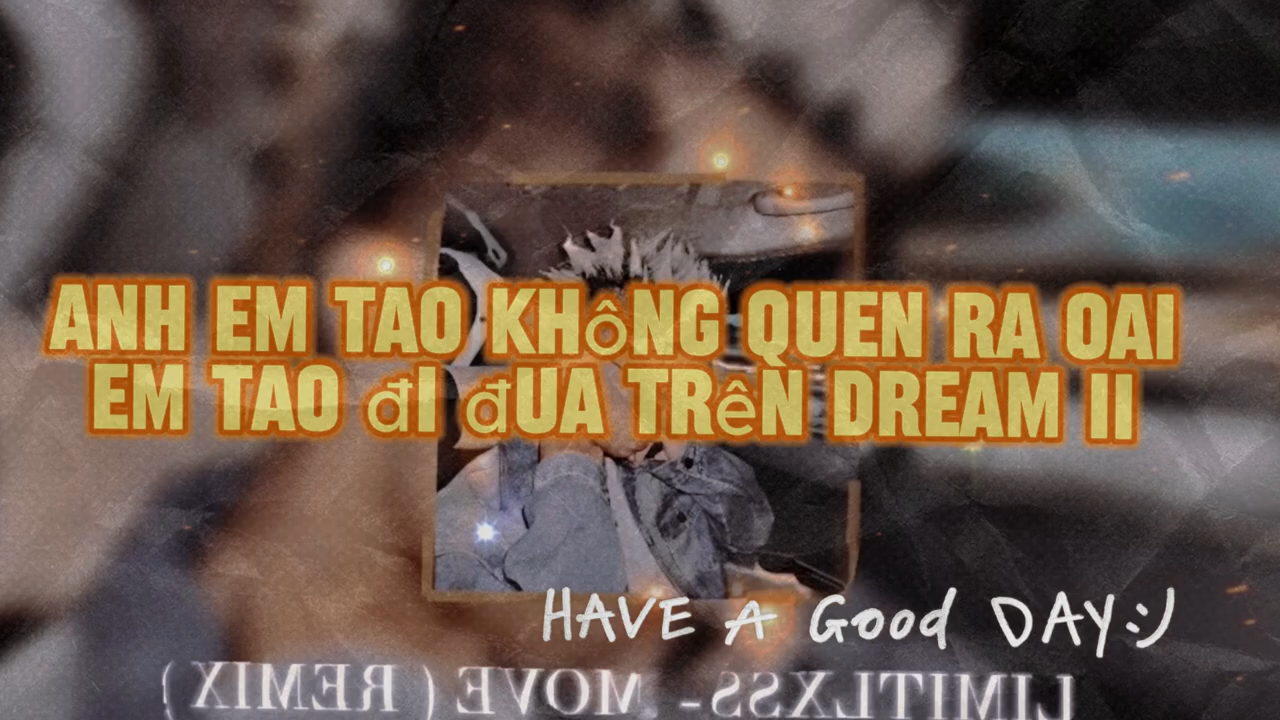 ANH EM TAO KHôNG QUEN RA OAI
EM TAO đI đUA TRêN DREAM II
HAVE A Good DAY:)
LIMITLXSS - MOVE ( REMIX )